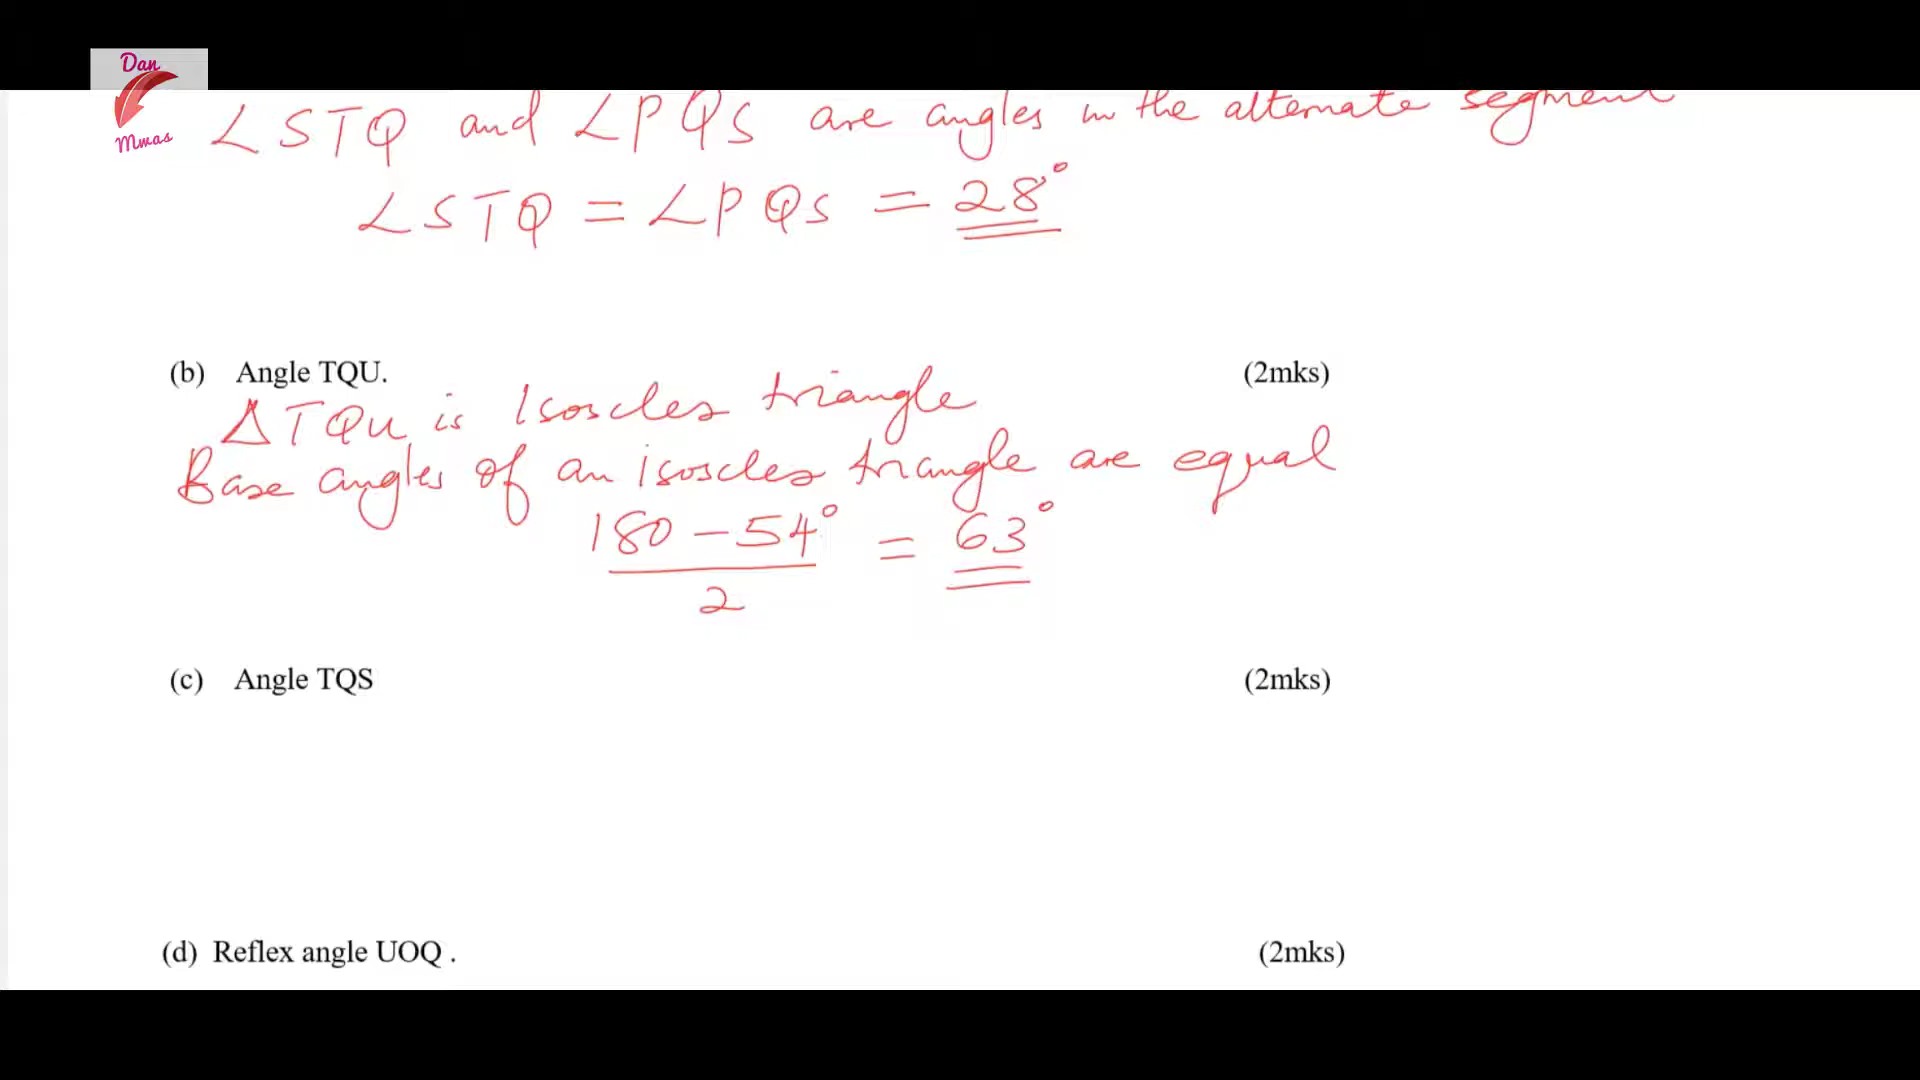 Dan
Mwas
∠STQ and ∠PQS are angles in the alternate segment
∠STQ = ∠PQS = 28°
(b) Angle TQU. (2mks)
ΔTQU is Isoscles triangle
Base angles of an isoscles triangle are equal
180 - 54° = 63°
2
(c) Angle TQS (2mks)
(d) Reflex angle UOQ . (2mks)